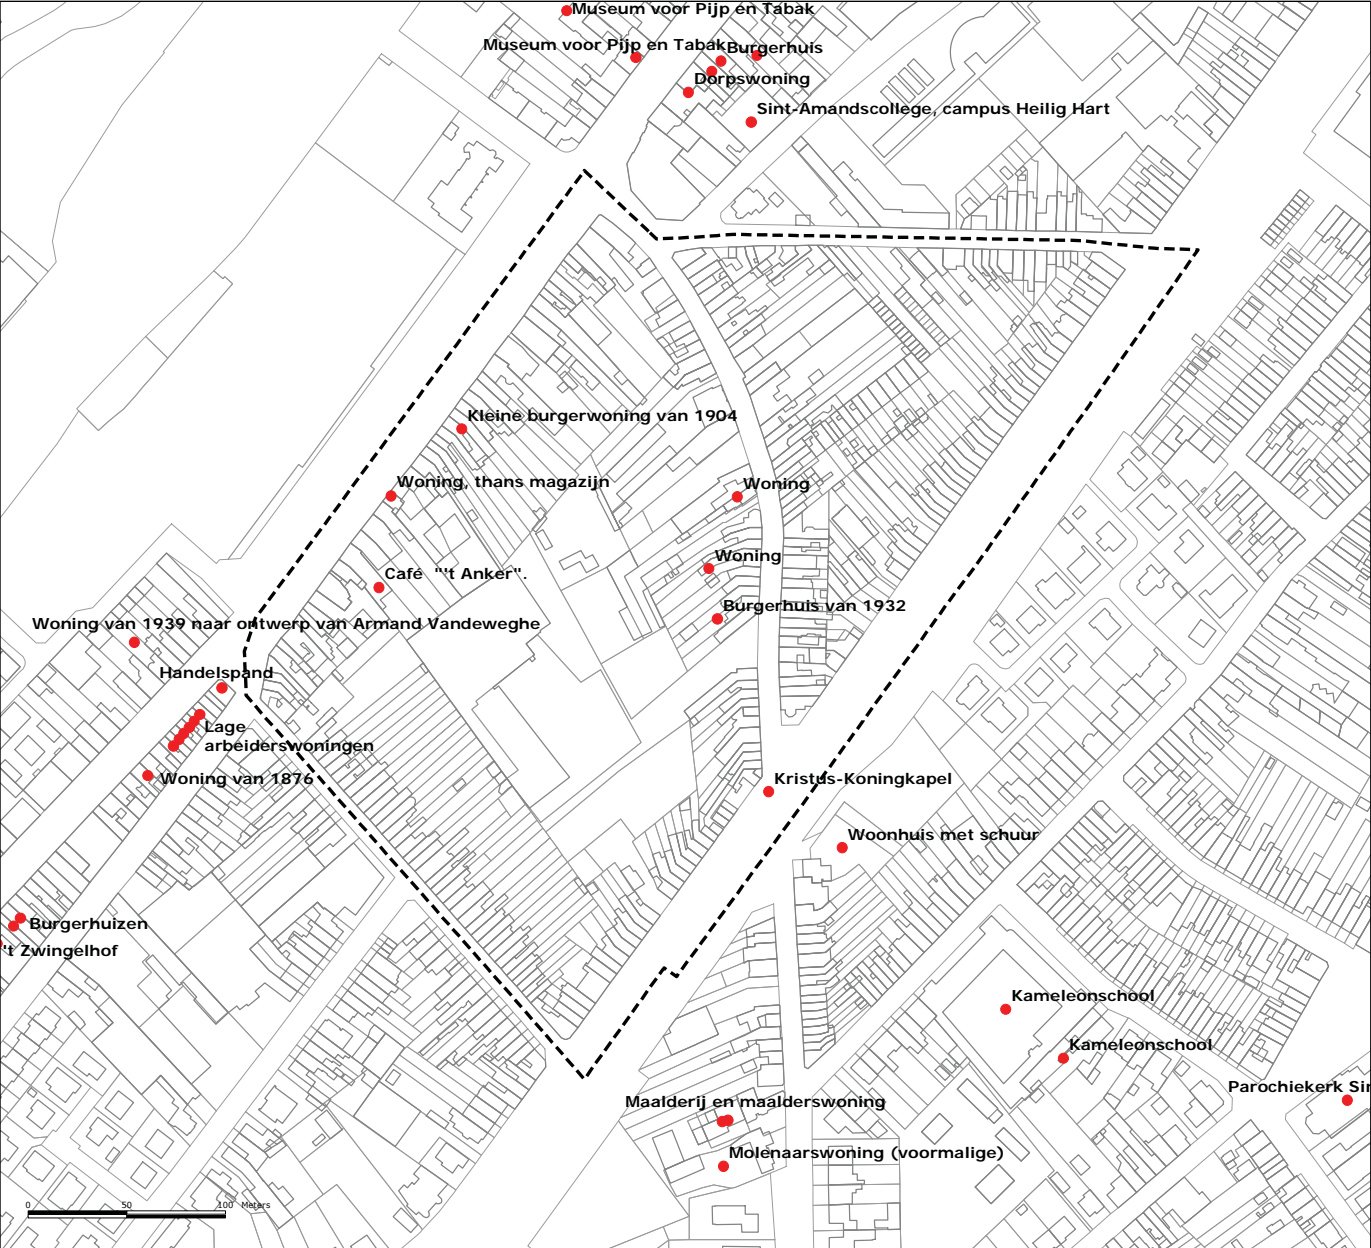 Museum voor Pijp en Tabak
Museum voor Pijp en Tabak
Burgerhuis
Dorpswoning
Sint-Amandscollege, campus Heilig Hart
Kleine burgerwoning van 1904
Woning, thans magazijn
Woning
Woning
Café "'t Anker".
Burgerhuis van 1932
Woning van 1939 naar ontwerp van Armand Vandeweghe
Handelspand
Lage
arbeiderswoningen
Woning van 1876
Kristus-Koningkapel
Woonhuis met schuur
Burgerhuizen
't Zwingelhof
Kameleonschool
Kameleonschool
Parochiekerk Sin
Maalderij en maalderswoning
Molenaarswoning (voormalige)
0 50 100 Meters